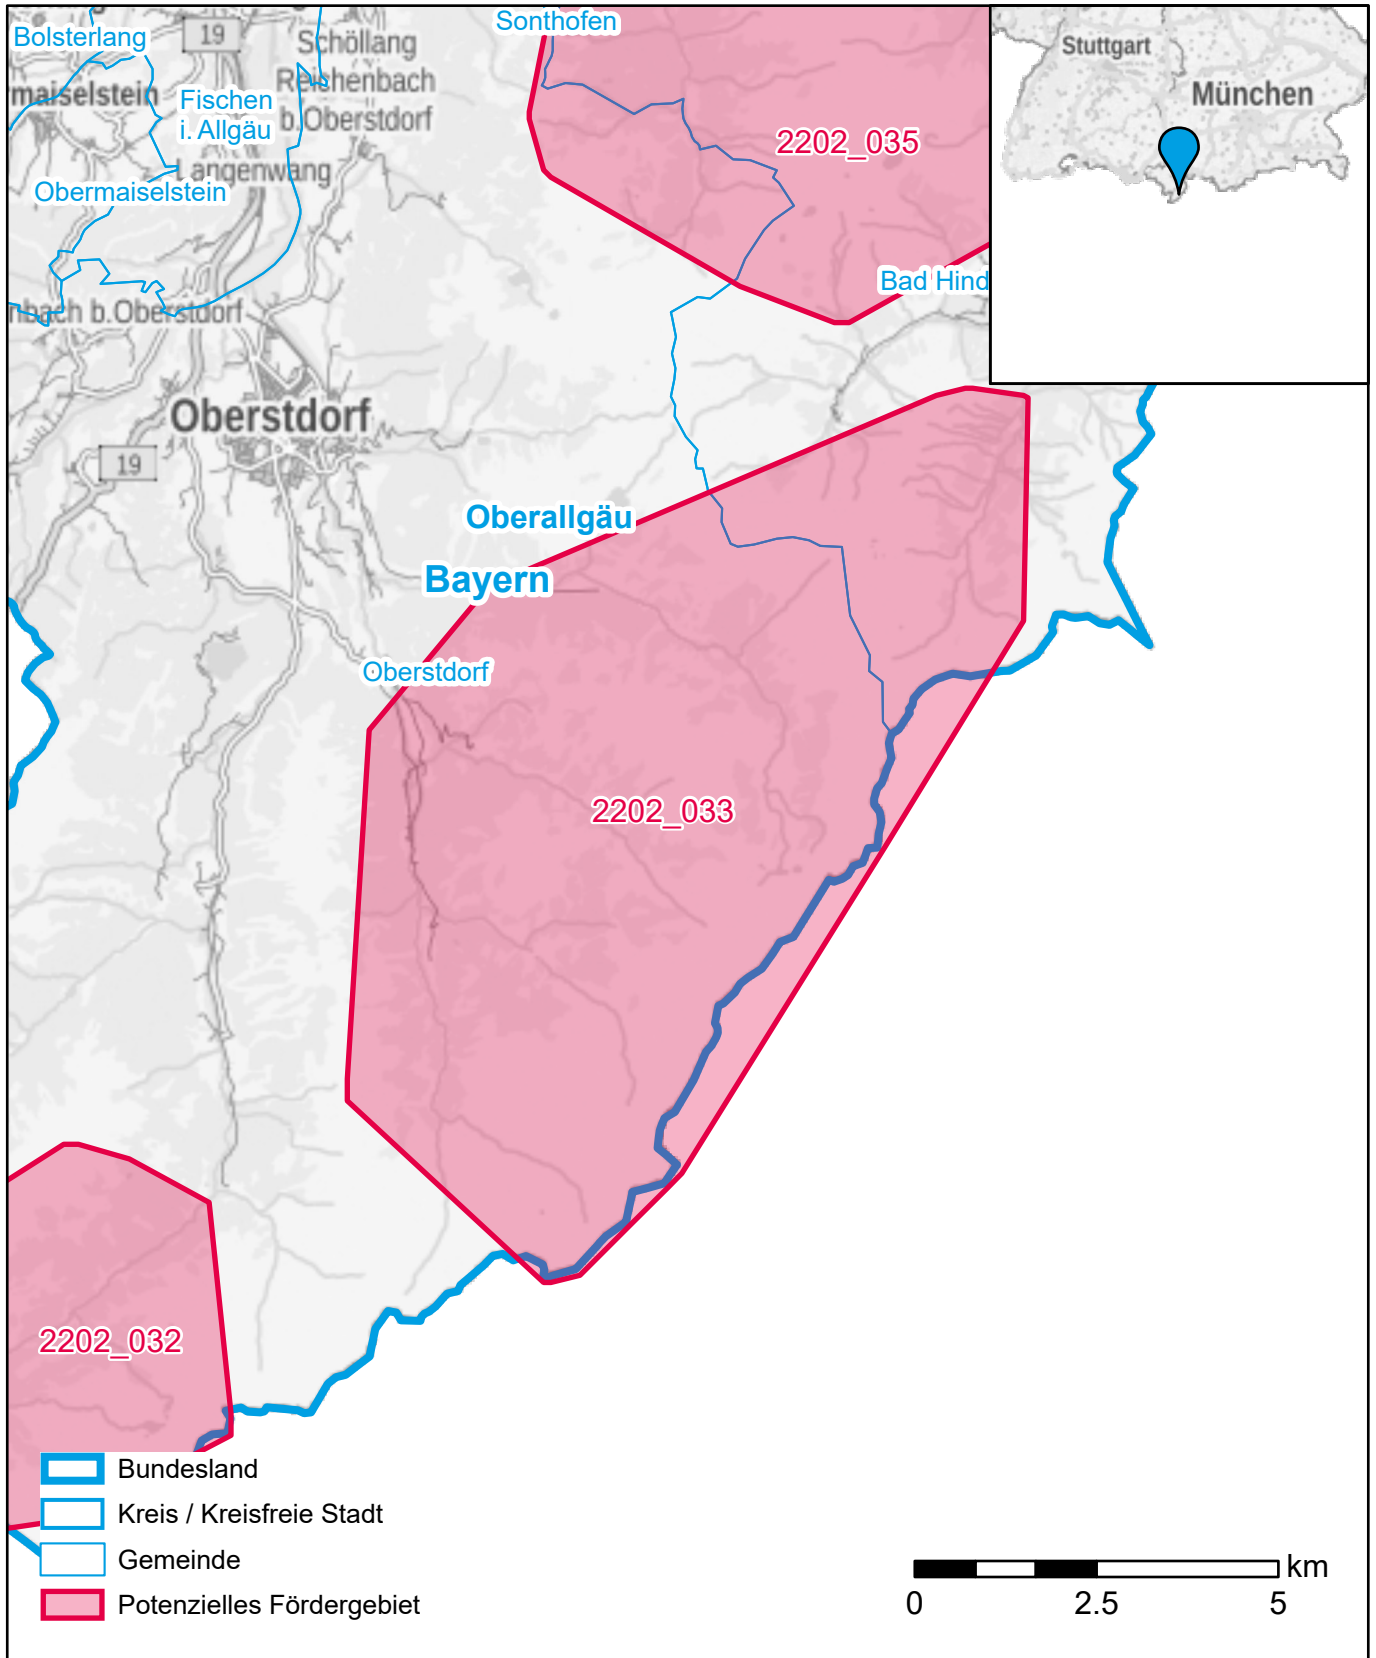 Bolsterlang
19
Schöllang
Sonthofen
Stuttgart
München
maiselstein
Fischen
i. Allgäu
Reichenbach
b.Oberstdorf
2202_035
Langenwang
Obermaiselstein
Bad Hind
nbach b.Oberstdorf
Oberstdorf
19
Oberallgäu
Bayern
Oberstdorf
2202_033
2202_032
Bundesland
Kreis / Kreisfreie Stadt
Gemeinde
Potenzielles Fördergebiet
km
0 2.5 5